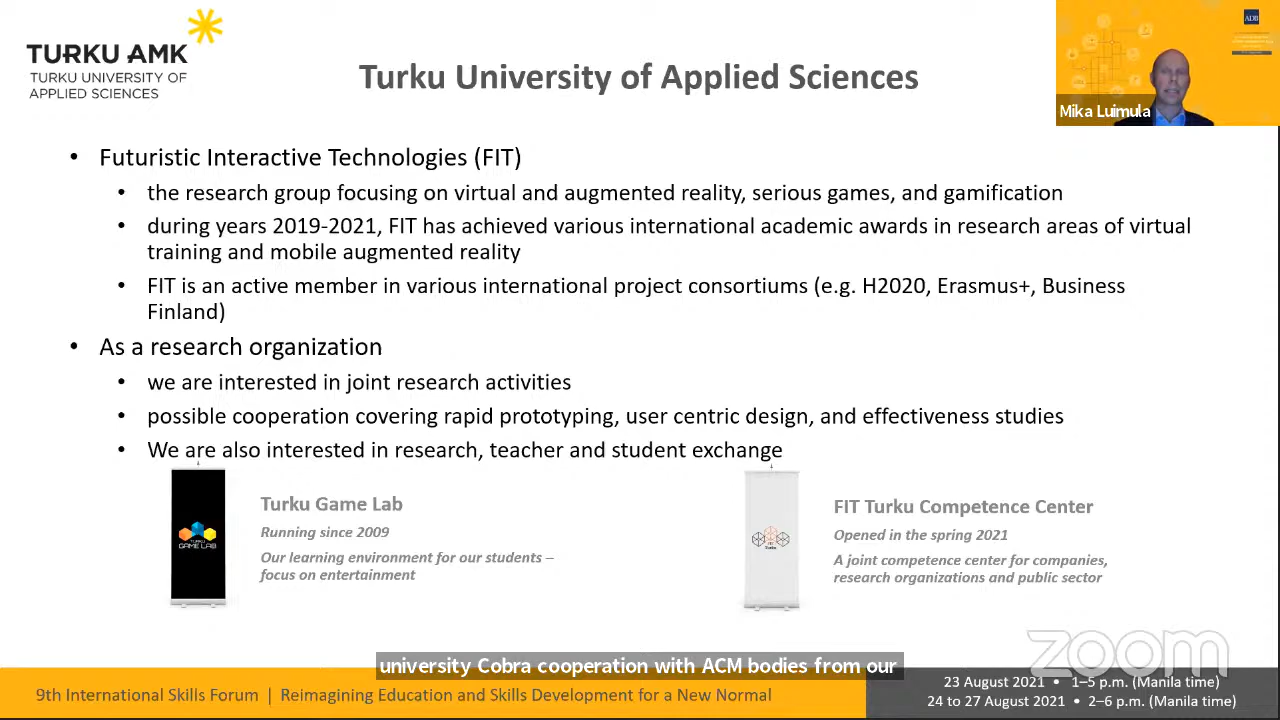 TURKU AMK
TURKU UNIVERSITY OF
APPLIED SCIENCES
Turku University of Applied Sciences
ADB
Mika Luimula
• Futuristic Interactive Technologies (FIT)
• the research group focusing on virtual and augmented reality, serious games, and gamification
• during years 2019-2021, FIT has achieved various international academic awards in research areas of virtual
training and mobile augmented reality
• FIT is an active member in various international project consortiums (e.g. H2020, Erasmus+, Business
Finland)
• As a research organization
• we are interested in joint research activities
• possible cooperation covering rapid prototyping, user centric design, and effectiveness studies
• We are also interested in research, teacher and student exchange
TURKU
GAME LAB
Turku Game Lab
Running since 2009
Our learning environment for our students –
focus on entertainment
FIT
Turku
FIT Turku Competence Center
Opened in the spring 2021
A joint competence center for companies,
research organizations and public sector
zoom
university Cobra cooperation with ACM bodies from our
9th International Skills Forum | Reimagining Education and Skills Development for a New Normal
23 August 2021 • 1–5 p.m. (Manila time)
24 to 27 August 2021 • 2–6 p.m. (Manila time)